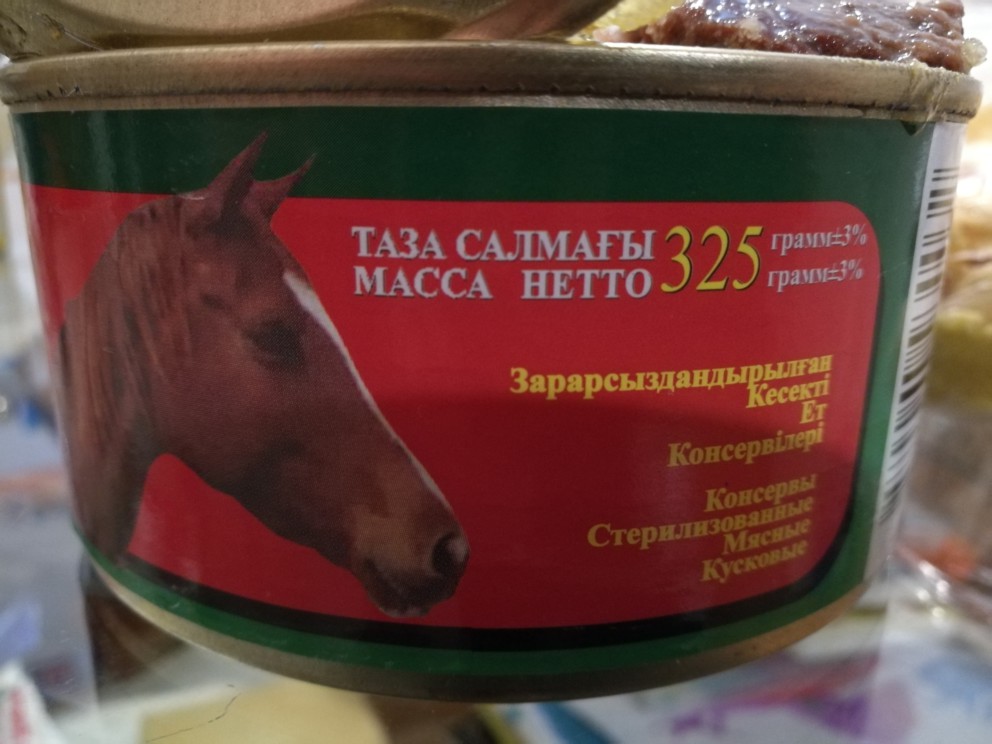 ТАЗА САЛМАҒЫ 325 грамм±3%
МАССА НЕТТО грамм±3%
Зарарсыздандырылған
Кесекті
Ет
Консервілері
Консервы
Стерилизованные
Мясные
Кусковые